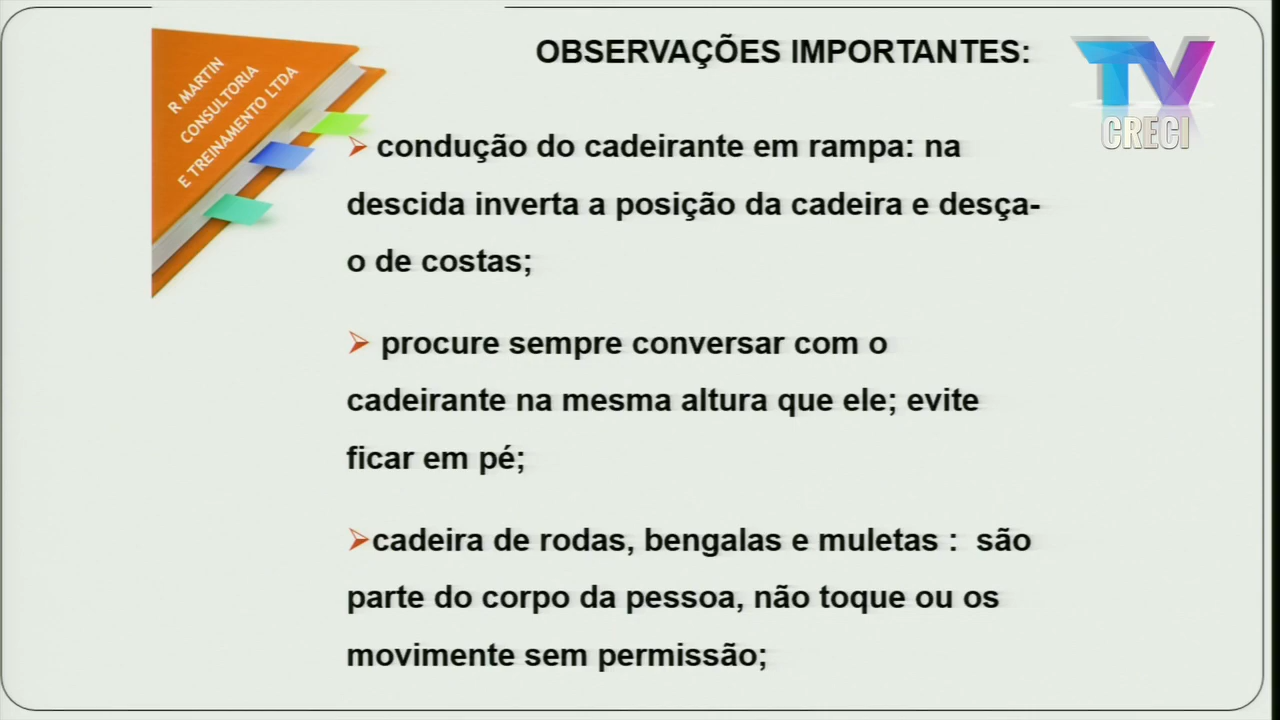 OBSERVAÇÕES IMPORTANTES:
TV
CRECI
R MARTIN
CONSULTORIA
E TREINAMENTO LTDA
condução do cadeirante em rampa: na
descida inverta a posição da cadeira e desça-
o de costas;
procure sempre conversar com o
cadeirante na mesma altura que ele; evite
ficar em pé;
cadeira de rodas, bengalas e muletas : são
parte do corpo da pessoa, não toque ou os
movimente sem permissão;